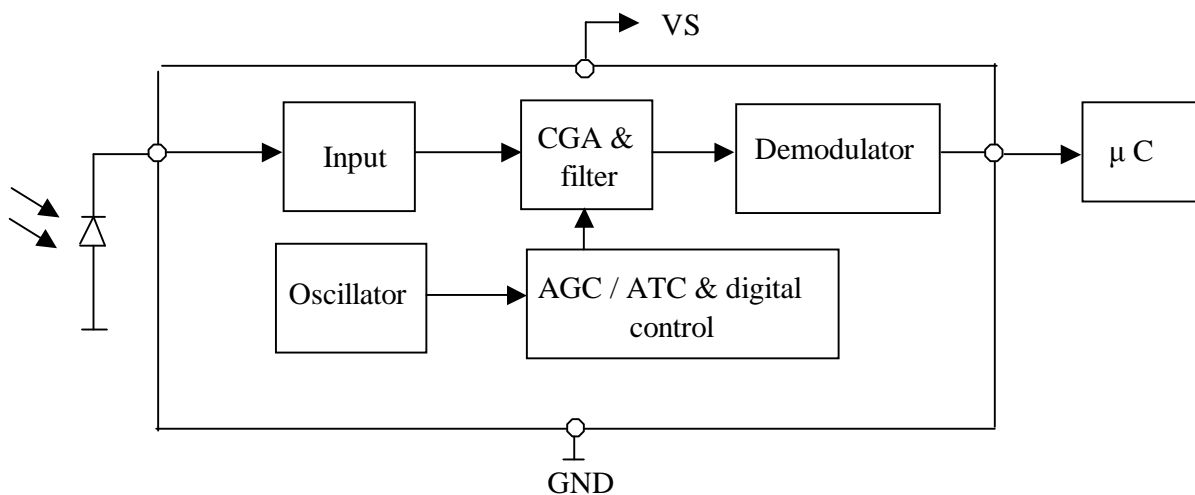 VS
Input
CGA &
filter
Demodulator
μ C
Oscillator
AGC / ATC & digital
control
GND